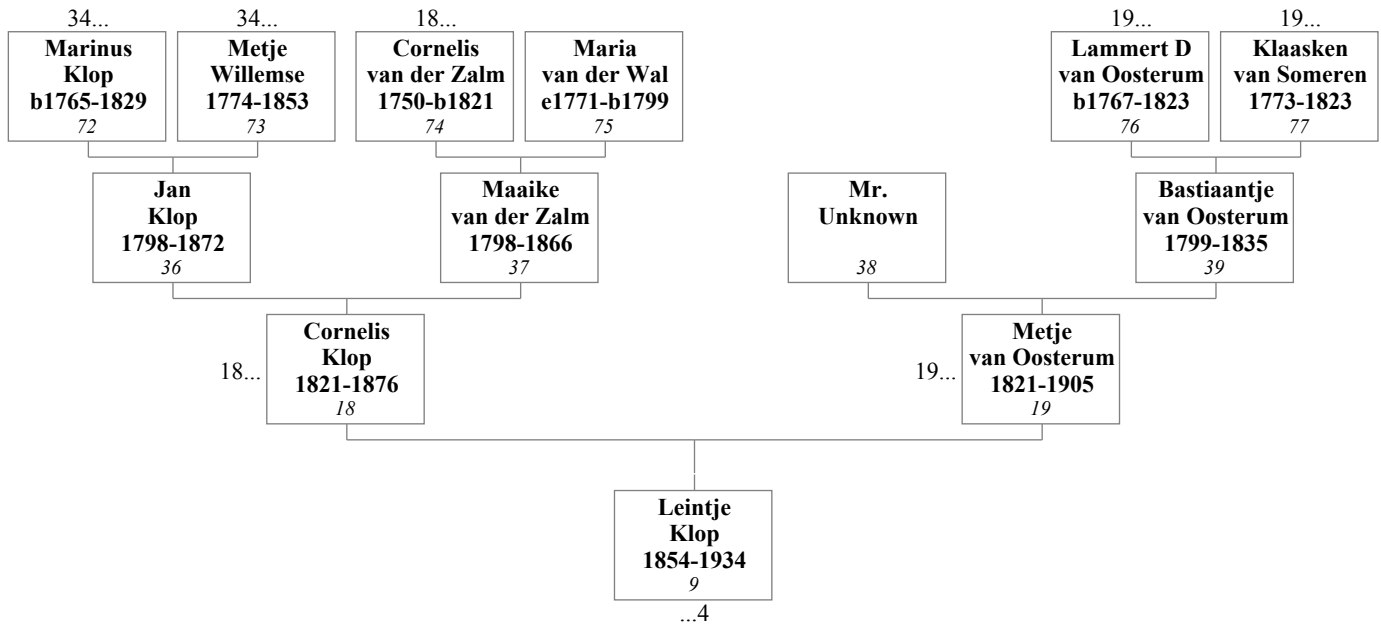 34...
34...
18...
19...
19...
Marinus
Klop
b1765-1829
72
Metje
Willemse
1774-1853
73
Cornelis
van der Zalm
1750-b1821
74
Maria
van der Wal
e1771-b1799
75
Lammert D
van Oosterum
b1767-1823
76
Klaasken
van Someren
1773-1823
77
Jan
Klop
1798-1872
36
Maaike
van der Zalm
1798-1866
37
Mr.
Unknown
38
Bastiaantje
van Oosterum
1799-1835
39
18...
Cornelis
Klop
1821-1876
18
19...
Metje
van Oosterum
1821-1905
19
Leintje
Klop
1854-1934
9
...4